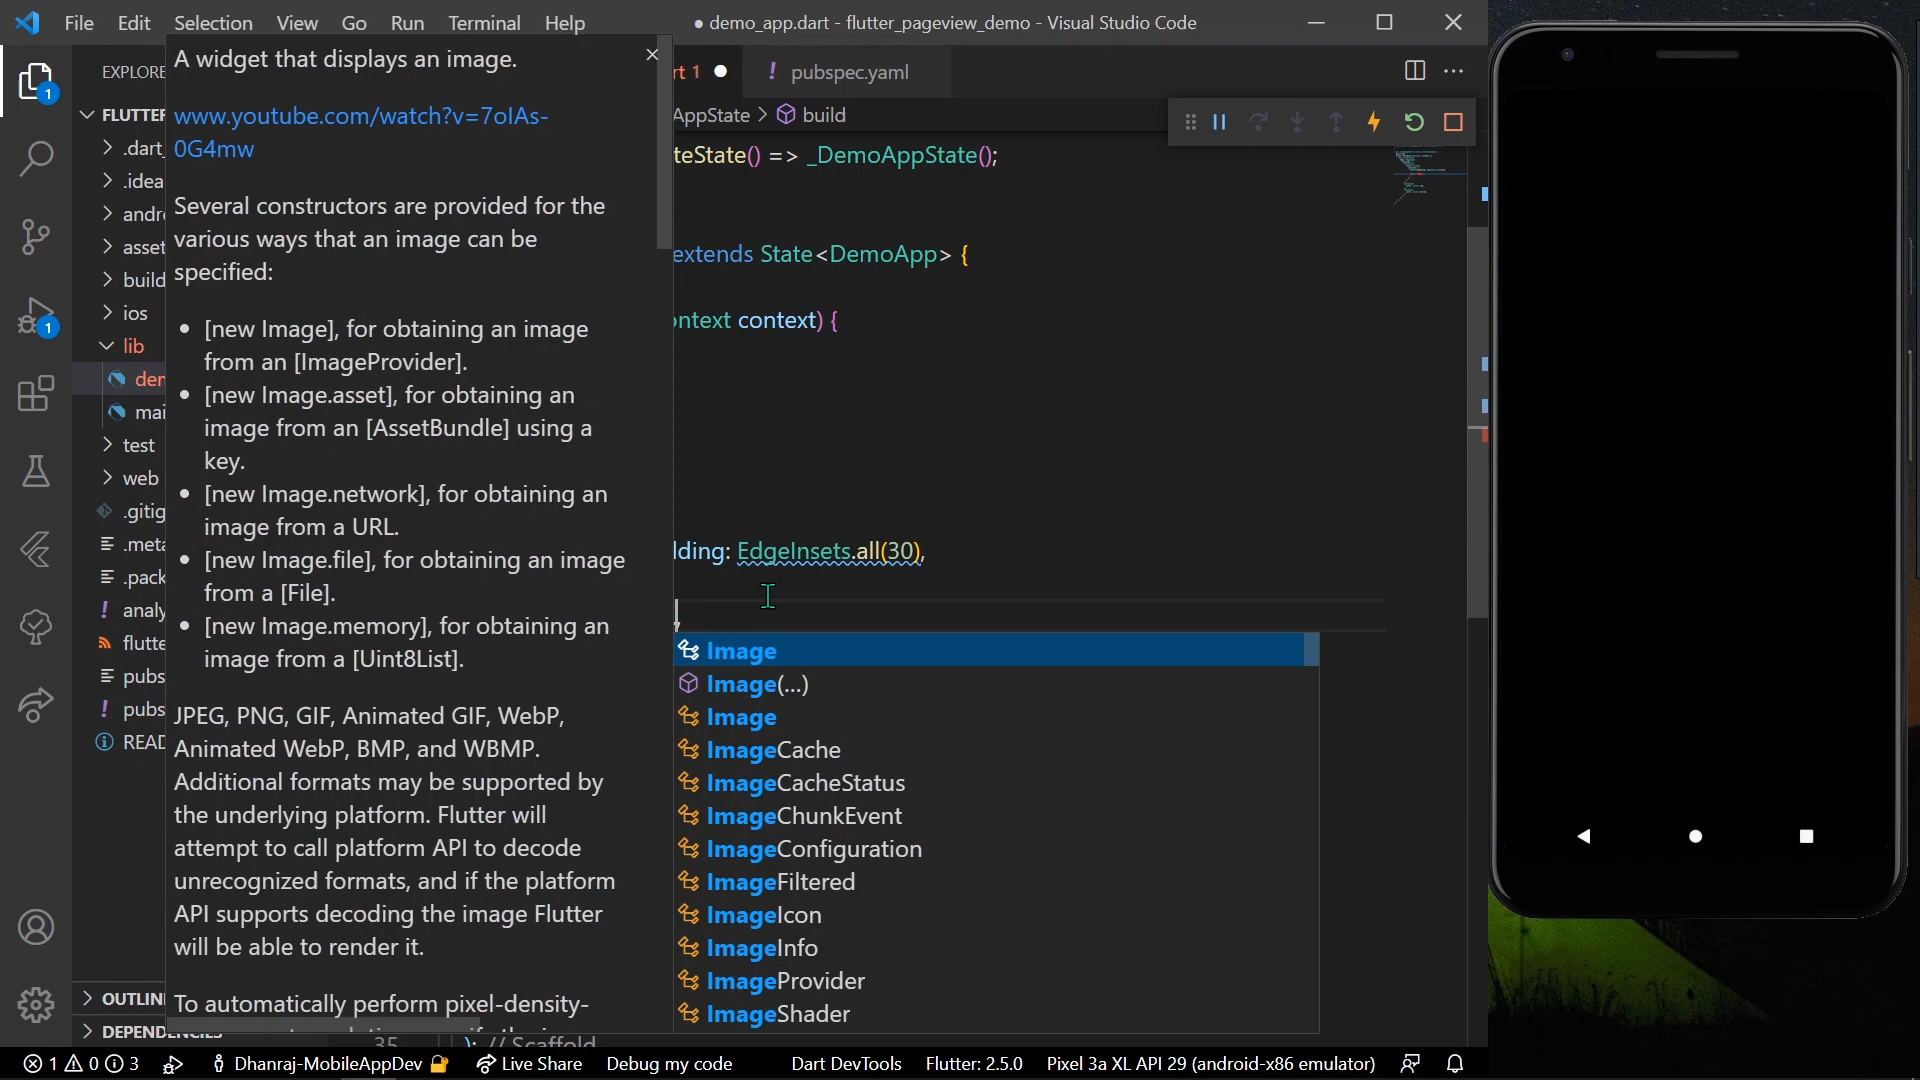 File Edit Selection View Go Run Terminal Help
● demo_app.dart - flutter_pageview_demo - Visual Studio Code
EXPLORE
rt 1 ● ! pubspec.yaml
AppState > build
FLUTTER
.dart_
.idea
andr
asset
build
ios
lib
den
mai
test
web
.gitig
.meta
.pack
! analy
flutte
pubs
! pubs
READ
OUTLIN
DEPENDENCIES
A widget that displays an image.
www.youtube.com/watch?v=7oIAs-
0G4mw
Several constructors are provided for the
various ways that an image can be
specified:
• [new Image], for obtaining an image
from an [ImageProvider].
• [new Image.asset], for obtaining an
image from an [AssetBundle] using a
key.
• [new Image.network], for obtaining an
image from a URL.
• [new Image.file], for obtaining an image
from a [File].
• [new Image.memory], for obtaining an
image from a [Uint8List].
JPEG, PNG, GIF, Animated GIF, WebP,
Animated WebP, BMP, and WBMP.
Additional formats may be supported by
the underlying platform. Flutter will
attempt to call platform API to decode
unrecognized formats, and if the platform
API supports decoding the image Flutter
will be able to render it.
To automatically perform pixel-density-
teState() => _DemoAppState();
extends State<DemoApp> {
ontext context) {
lding: EdgeInsets.all(30),
Image
Image(...)
Image
ImageCache
ImageCacheStatus
ImageChunkEvent
ImageConfiguration
ImageFiltered
ImageIcon
ImageInfo
ImageProvider
ImageShader
35 ); // Scaffold
1 0 3 Dhanraj-MobileAppDev Live Share Debug my code Dart DevTools Flutter: 2.5.0 Pixel 3a XL API 29 (android-x86 emulator)